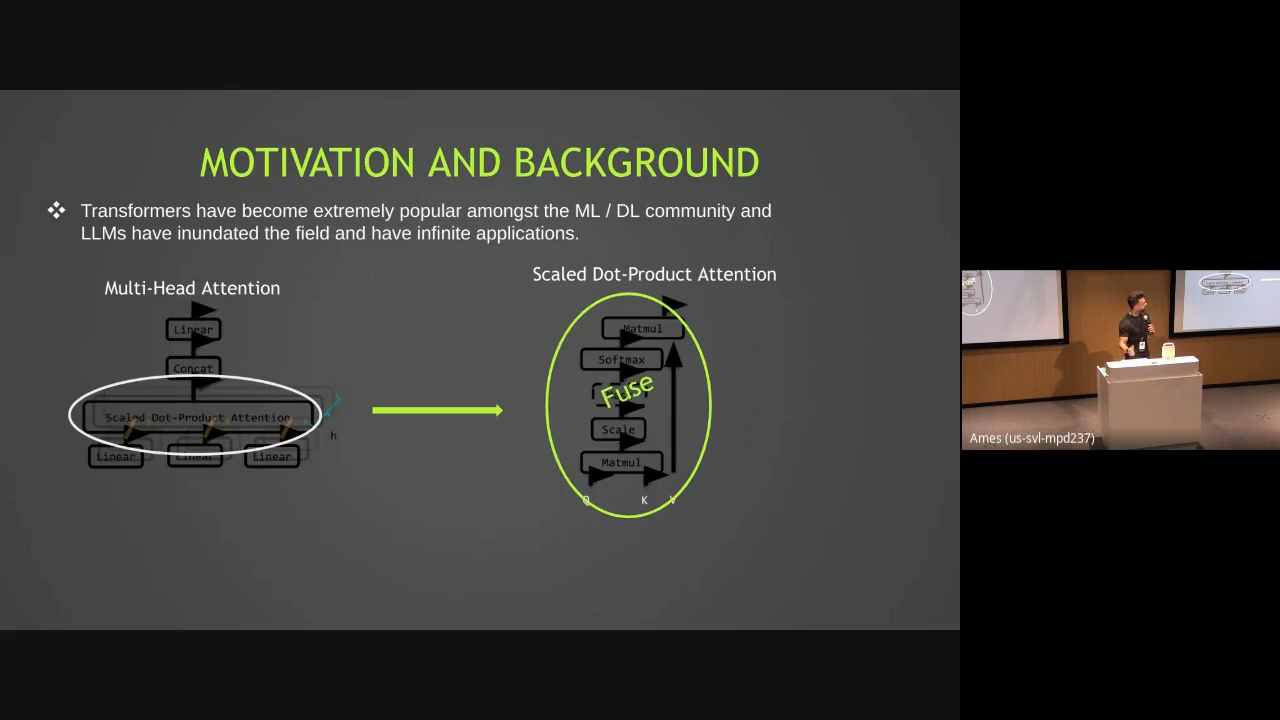 MOTIVATION AND BACKGROUND
❖ Transformers have become extremely popular amongst the ML / DL community and
LLMs have inundated the field and have infinite applications.
Multi-Head Attention
Linear
Concat
Scaled Dot-Product Attention
h
Linear
Linear
Linear
Scaled Dot-Product Attention
Matmul
Softmax
Fuse
Scale
Matmul
Q K V
Fuse
Ames (us-svl-mpd237)